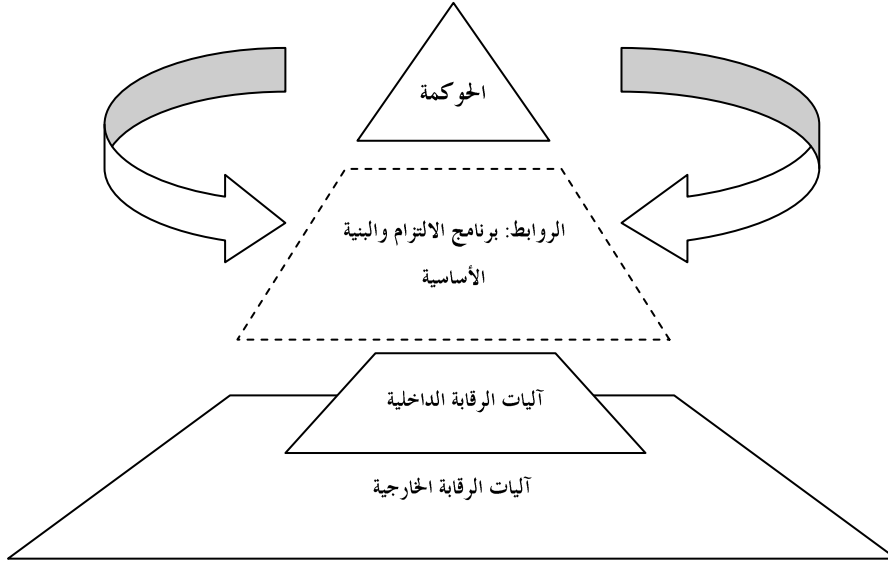 الحوكمة
الروابط: برنامج الالتزام والبنية
الأساسية
آليات الرقابة الداخلية
آليات الرقابة الخارجية